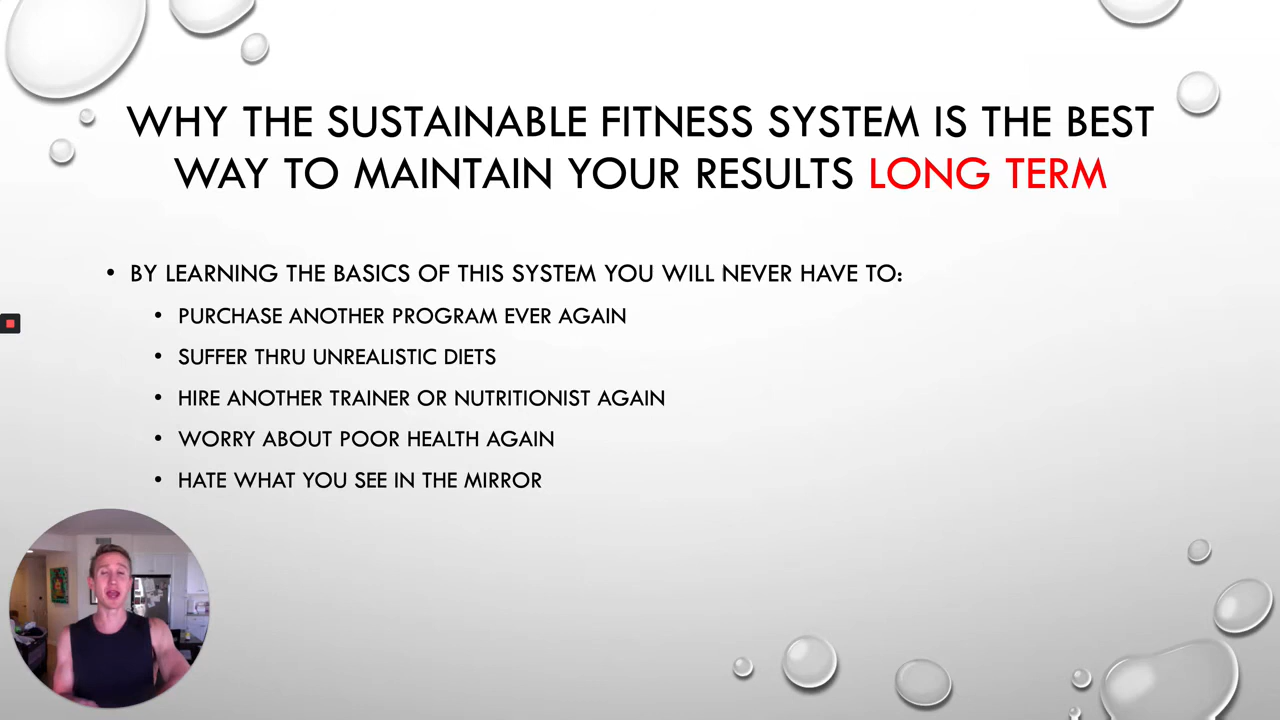 WHY THE SUSTAINABLE FITNESS SYSTEM IS THE BEST
WAY TO MAINTAIN YOUR RESULTS LONG TERM
• BY LEARNING THE BASICS OF THIS SYSTEM YOU WILL NEVER HAVE TO:
• PURCHASE ANOTHER PROGRAM EVER AGAIN
• SUFFER THRU UNREALISTIC DIETS
• HIRE ANOTHER TRAINER OR NUTRITIONIST AGAIN
• WORRY ABOUT POOR HEALTH AGAIN
• HATE WHAT YOU SEE IN THE MIRROR